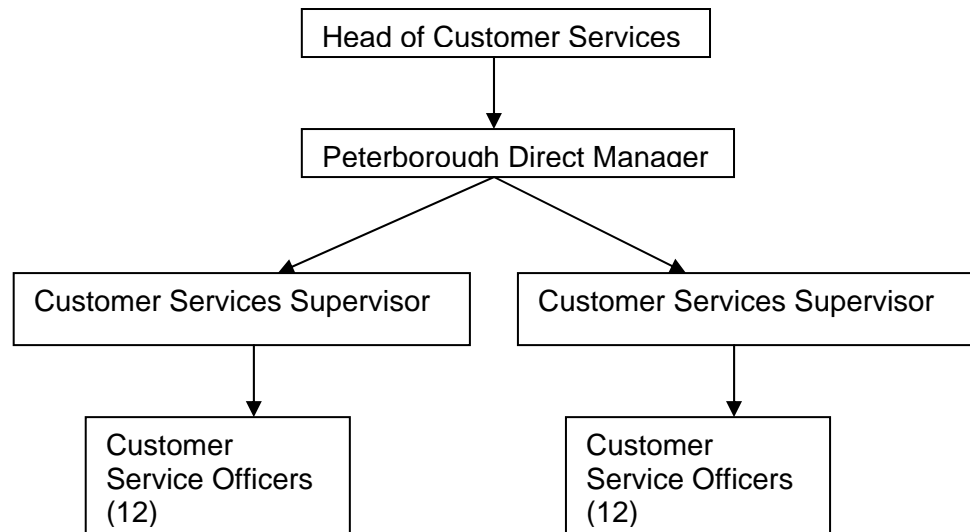 Head of Customer Services
Peterborough Direct Manager
Customer Services Supervisor
Customer Services Supervisor
Customer
Service Officers
(12)
Customer
Service Officers
(12)